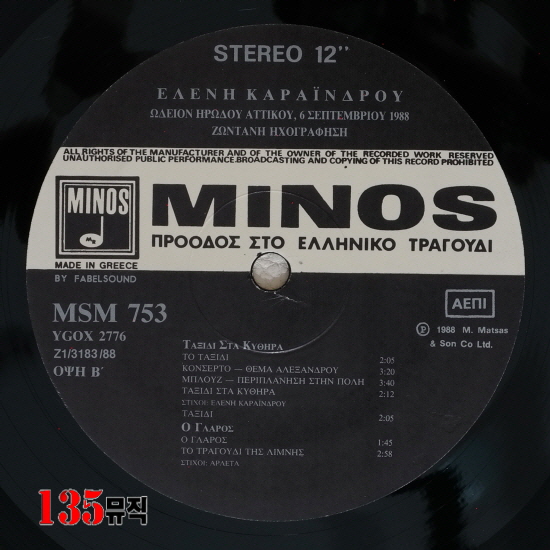 STEREO 12''
ΕΛΕΝΗ ΚΑΡΑΪΝΔΡΟΥ
ΩΔΕΙΟΝ ΗΡΩΔΟΥ ΑΤΤΙΚΟΥ, 6 ΣΕΠΤΕΜΒΡΙΟΥ 1988
ΖΩΝΤΑΝΗ ΗΧΟΓΡΑΦΗΣΗ
ALL RIGHTS OF THE MANUFACTURER AND OF THE OWNER OF THE RECORDED WORK RESERVED
UNAUTHORISED PUBLIC PERFORMANCE.BROADCASTING AND COPYING OF THIS RECORD PROHIBITED
MINOS
MINOS
ΠΡΟΟΔΟΣ ΣΤΟ ΕΛΛΗΝΙΚΟ ΤΡΑΓΟΥΔΙ
MADE IN GREECE
BY FABELSOUND
MSM 753
YGOX 2776
Z1/3183/88
ΟΨΗ Β΄
ΑΕΠΙ
℗ 1988 M. Matsas
& Son Co Ltd.
ΤΑΞΙΔΙ ΣΤΑ ΚΥΘΗΡΑ
ΤΟ ΤΑΞΙΔΙ 2:05
ΚΟΝΣΕΡΤΟ — ΘΕΜΑ ΑΛΕΞΑΝΔΡΟΥ 3:20
ΜΠΛΟΥΖ — ΠΕΡΙΠΛΑΝΗΣΗ ΣΤΗΝ ΠΟΛΗ 3:40
ΤΑΞΙΔΙ ΣΤΑ ΚΥΘΗΡΑ 2:12
ΣΤΙΧΟΙ: ΕΛΕΝΗ ΚΑΡΑΪΝΔΡΟΥ
ΤΑΞΙΔΙ 2:05
Ο ΓΛΑΡΟΣ
Ο ΓΛΑΡΟΣ 1:45
ΤΟ ΤΡΑΓΟΥΔΙ ΤΗΣ ΛΙΜΝΗΣ 2:58
ΣΤΙΧΟΙ: ΑΡΛΕΤΑ
135뮤직